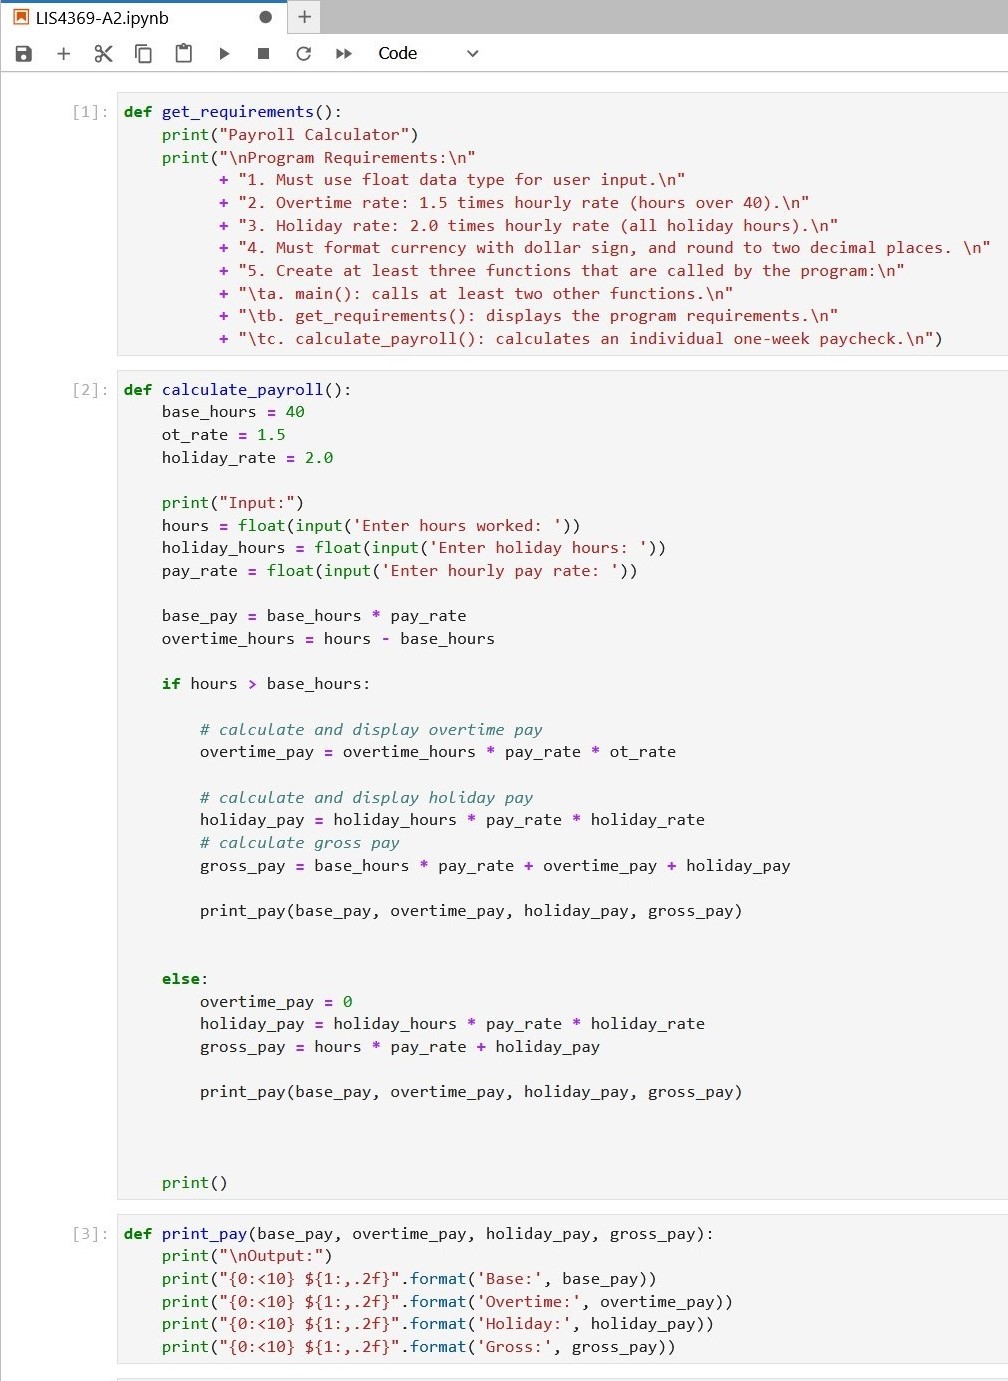 LIS4369-A2.ipynb
Code
[1]:
def get_requirements():
    print("Payroll Calculator")
    print("\nProgram Requirements:\n"
          + "1. Must use float data type for user input.\n"
          + "2. Overtime rate: 1.5 times hourly rate (hours over 40).\n"
          + "3. Holiday rate: 2.0 times hourly rate (all holiday hours).\n"
          + "4. Must format currency with dollar sign, and round to two decimal places. \n"
          + "5. Create at least three functions that are called by the program:\n"
          + "\ta. main(): calls at least two other functions.\n"
          + "\tb. get_requirements(): displays the program requirements.\n"
          + "\tc. calculate_payroll(): calculates an individual one-week paycheck.\n")
[2]:
def calculate_payroll():
    base_hours = 40
    ot_rate = 1.5
    holiday_rate = 2.0
    print("Input:")
    hours = float(input('Enter hours worked: '))
    holiday_hours = float(input('Enter holiday hours: '))
    pay_rate = float(input('Enter hourly pay rate: '))
    base_pay = base_hours * pay_rate
    overtime_hours = hours - base_hours
    if hours > base_hours:
        # calculate and display overtime pay
        overtime_pay = overtime_hours * pay_rate * ot_rate
        # calculate and display holiday pay
        holiday_pay = holiday_hours * pay_rate * holiday_rate
        # calculate gross pay
        gross_pay = base_hours * pay_rate + overtime_pay + holiday_pay
        print_pay(base_pay, overtime_pay, holiday_pay, gross_pay)
    else:
        overtime_pay = 0
        holiday_pay = holiday_hours * pay_rate * holiday_rate
        gross_pay = hours * pay_rate + holiday_pay
        print_pay(base_pay, overtime_pay, holiday_pay, gross_pay)
    print()
[3]:
def print_pay(base_pay, overtime_pay, holiday_pay, gross_pay):
    print("\nOutput:")
    print("{0:<10} ${1:,.2f}".format('Base:', base_pay))
    print("{0:<10} ${1:,.2f}".format('Overtime:', overtime_pay))
    print("{0:<10} ${1:,.2f}".format('Holiday:', holiday_pay))
    print("{0:<10} ${1:,.2f}".format('Gross:', gross_pay))